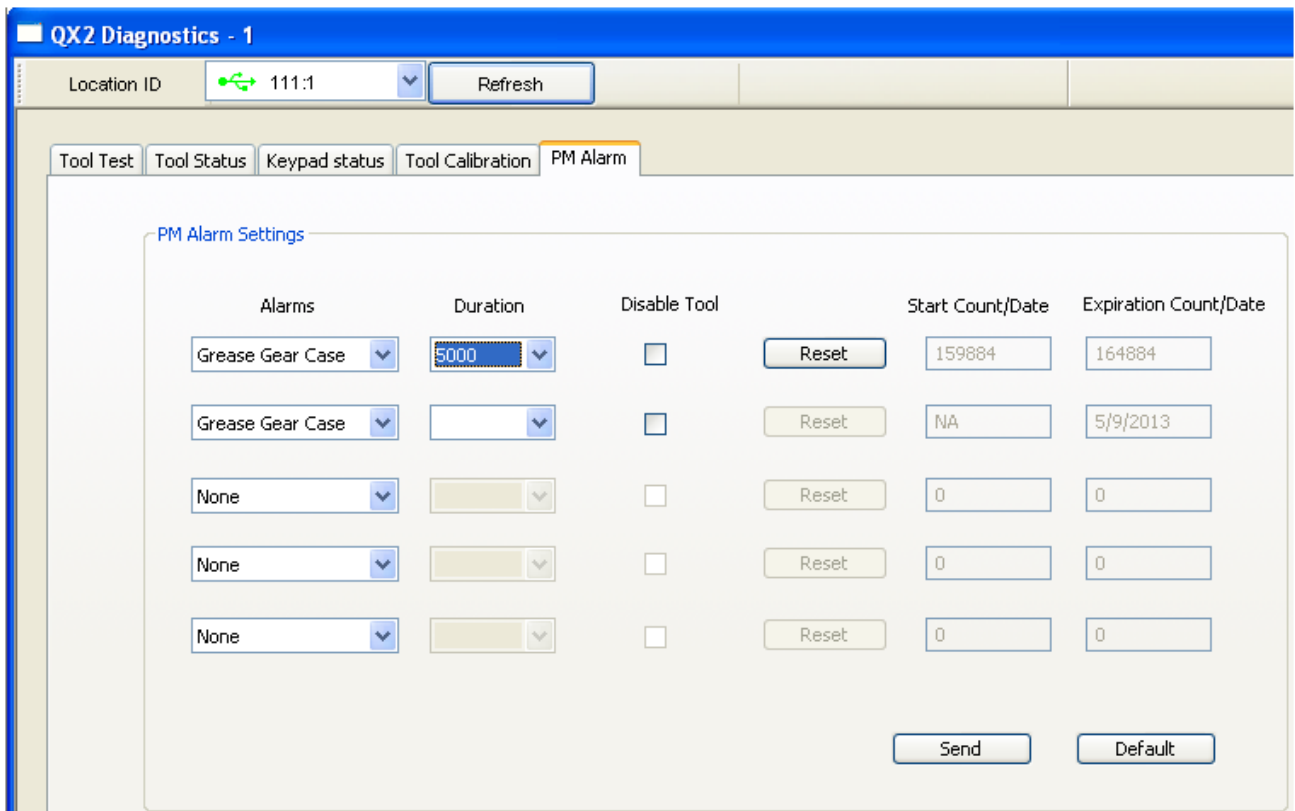 QX2 Diagnostics - 1
Location ID 111:1 Refresh
Tool Test Tool Status Keypad status Tool Calibration PM Alarm
PM Alarm Settings
Alarms Duration Disable Tool Start Count/Date Expiration Count/Date
Grease Gear Case 5000 Reset 159884 164884
Grease Gear Case Reset NA 5/9/2013
None Reset 0 0
None Reset 0 0
None Reset 0 0
Send Default